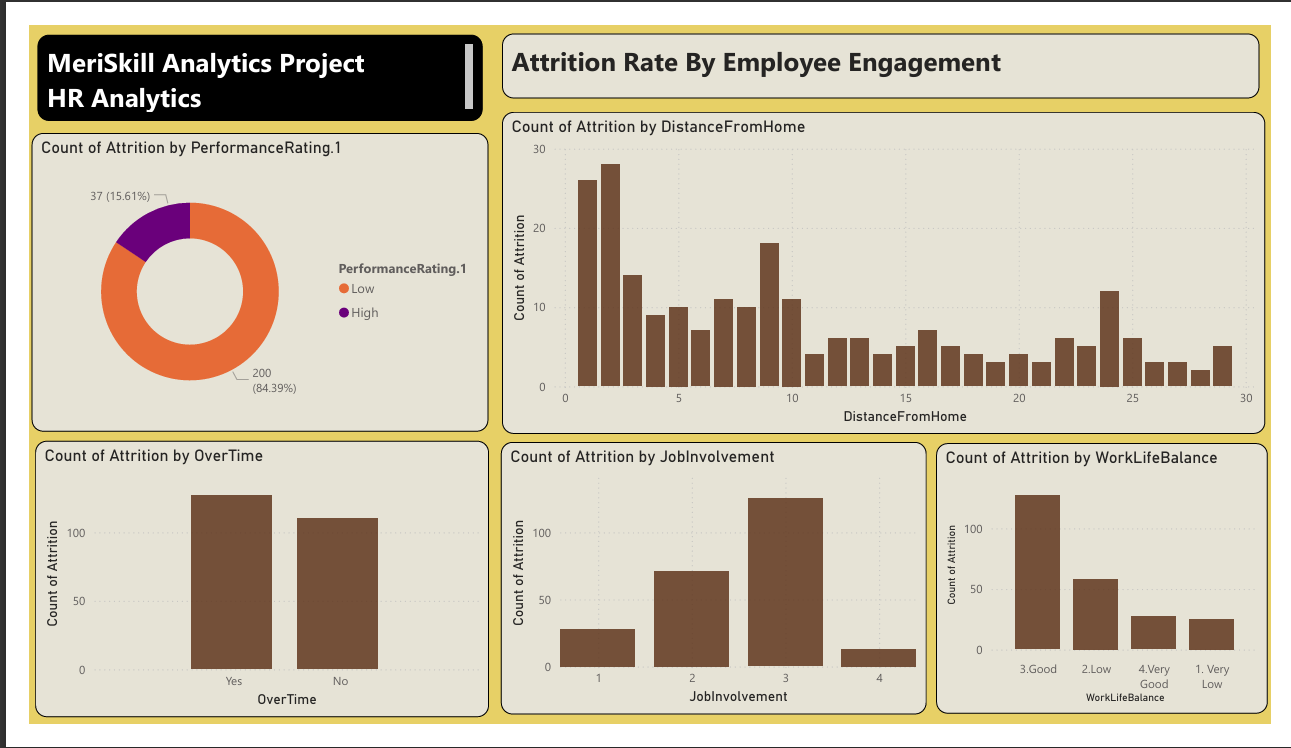 MeriSkill Analytics Project
HR Analytics
Attrition Rate By Employee Engagement
Count of Attrition by PerformanceRating.1
37 (15.61%)
200
(84.39%)
PerformanceRating.1
Low
High
Count of Attrition by DistanceFromHome
Count of Attrition
30
20
10
0
0 5 10 15 20 25 30
DistanceFromHome
Count of Attrition by OverTime
Count of Attrition
100
50
0
Yes No
OverTime
Count of Attrition by JobInvolvement
Count of Attrition
100
50
0
1 2 3 4
JobInvolvement
Count of Attrition by WorkLifeBalance
Count of Attrition
100
50
0
3.Good 2.Low 4.Very 1. Very
Good Low
WorkLifeBalance